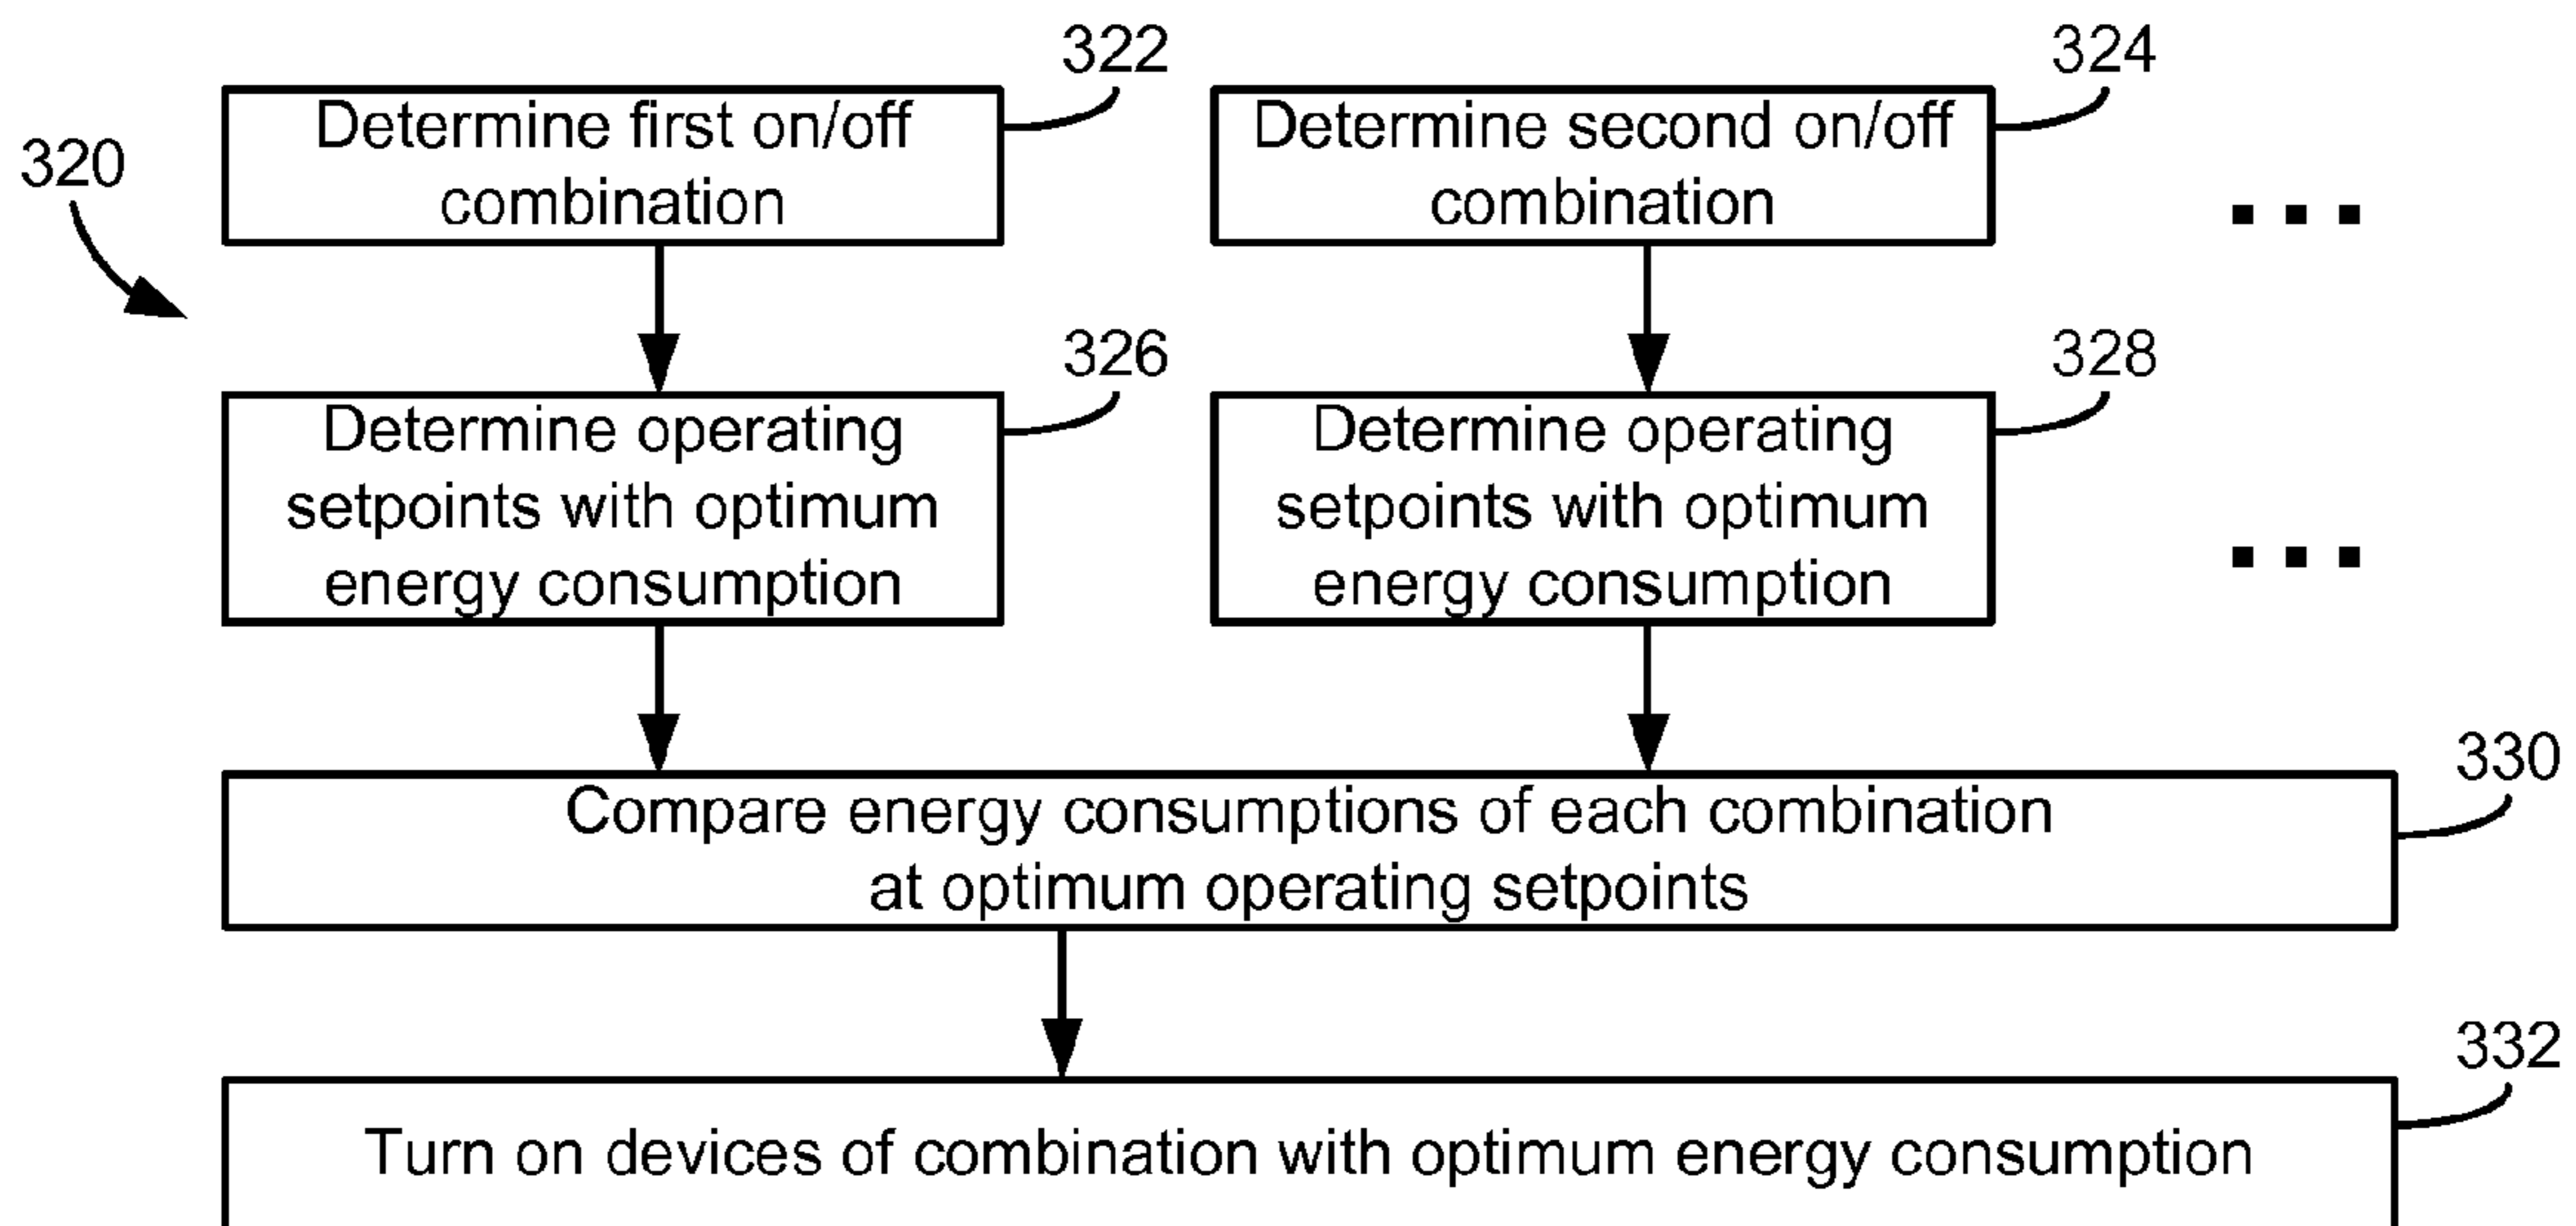 322
324
320
Determine first on/off
combination
Determine second on/off
combination
...
326
328
Determine operating
setpoints with optimum
energy consumption
Determine operating
setpoints with optimum
energy consumption
...
330
Compare energy consumptions of each combination
at optimum operating setpoints
332
Turn on devices of combination with optimum energy consumption